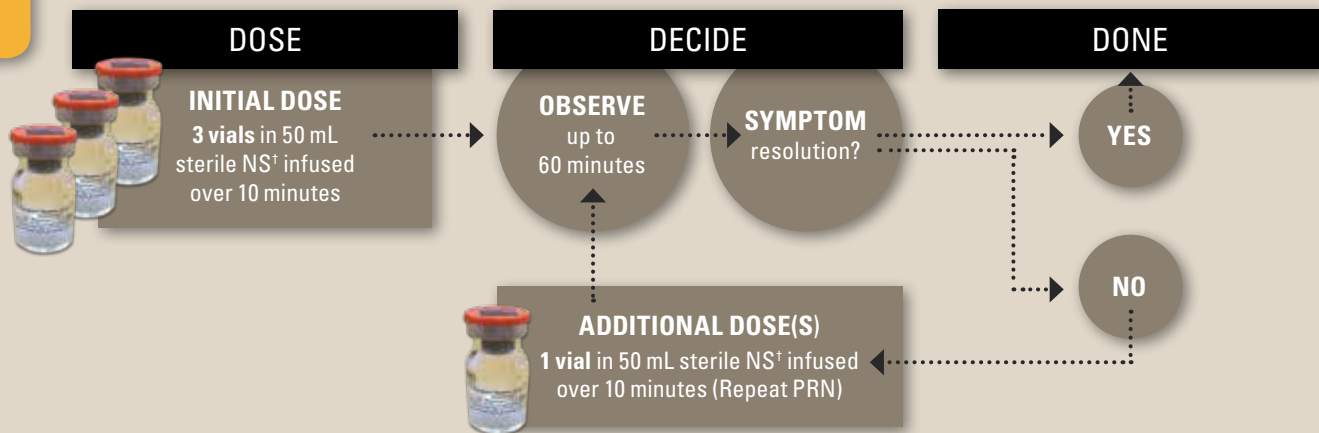 DOSE
INITIAL DOSE
3 vials in 50 mL
sterile NS† infused
over 10 minutes
DECIDE
OBSERVE
up to
60 minutes
SYMPTOM
resolution?
DONE
YES
NO
ADDITIONAL DOSE(S)
1 vial in 50 mL sterile NS† infused
over 10 minutes (Repeat PRN)